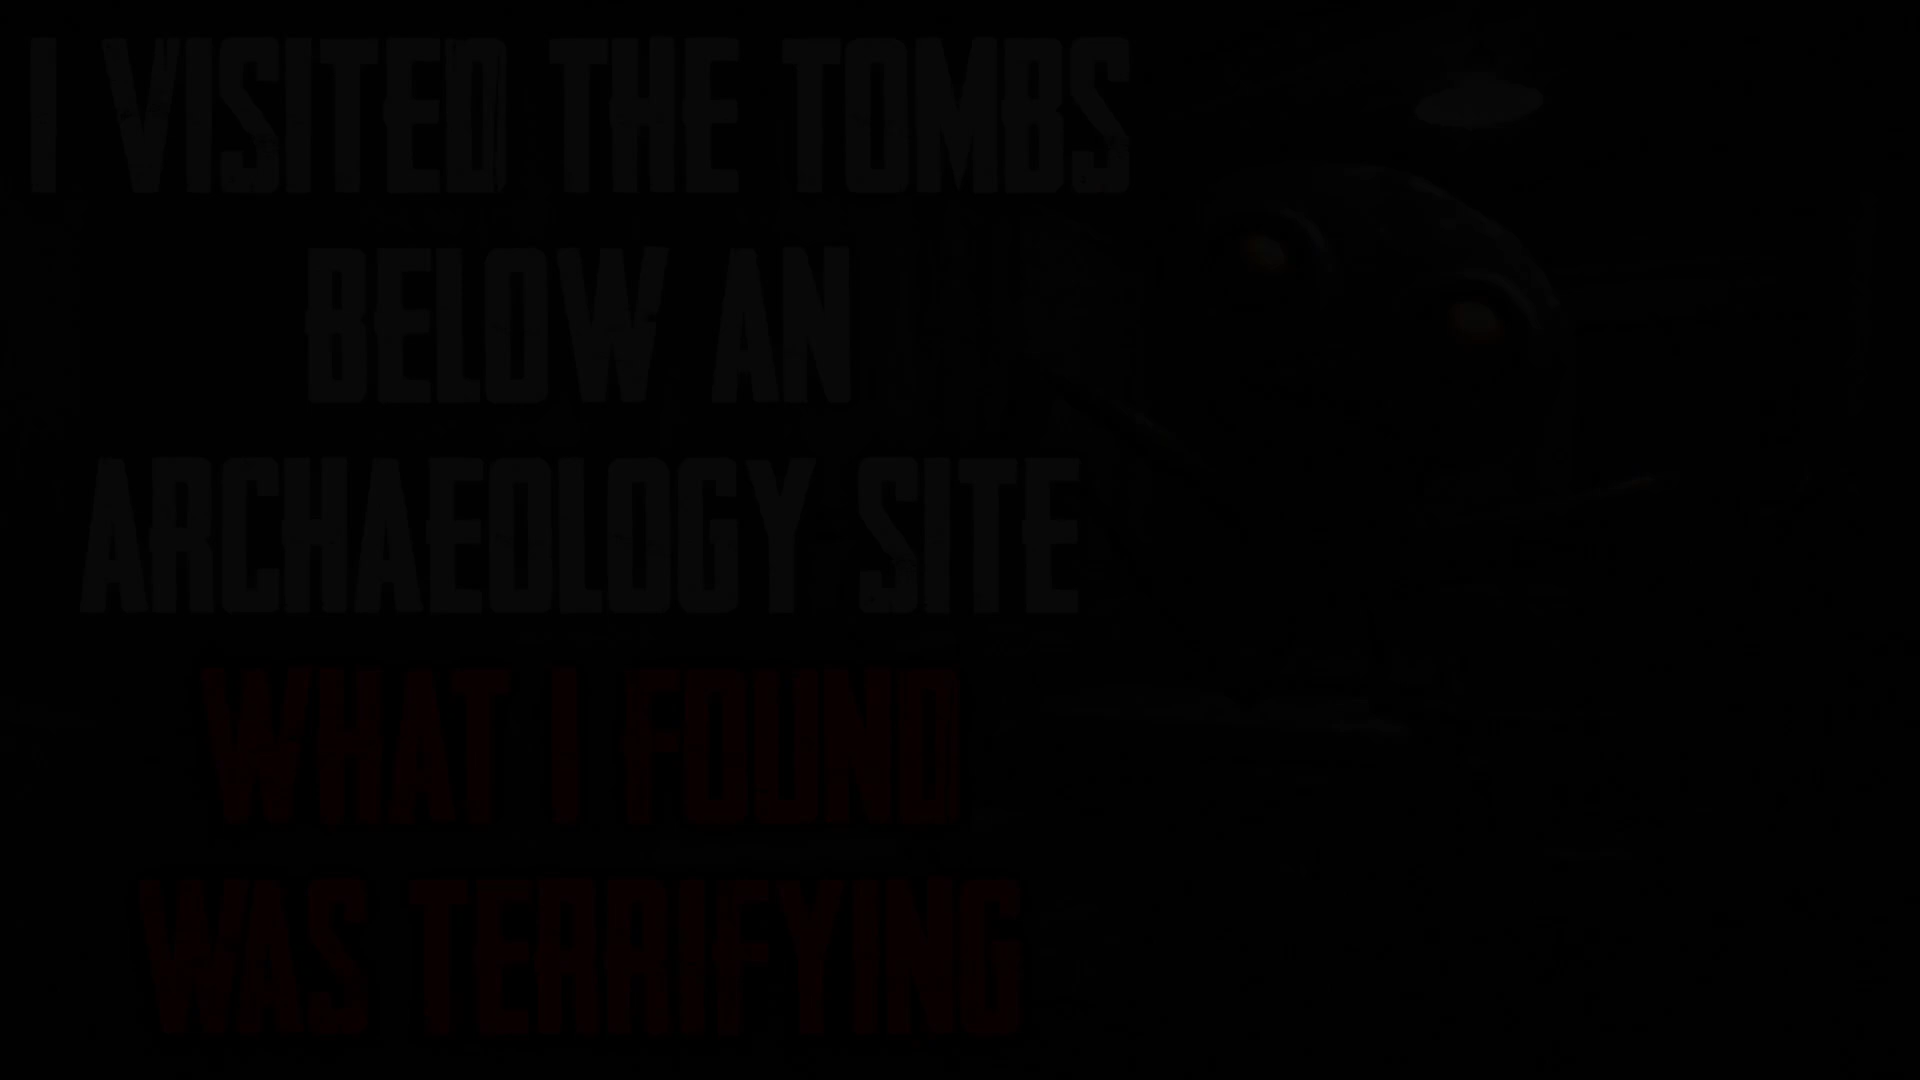 I VISITED THE TOMBS
BELOW AN
ARCHAEOLOGY SITE
WHAT I FOUND
WAS TERRIFYING